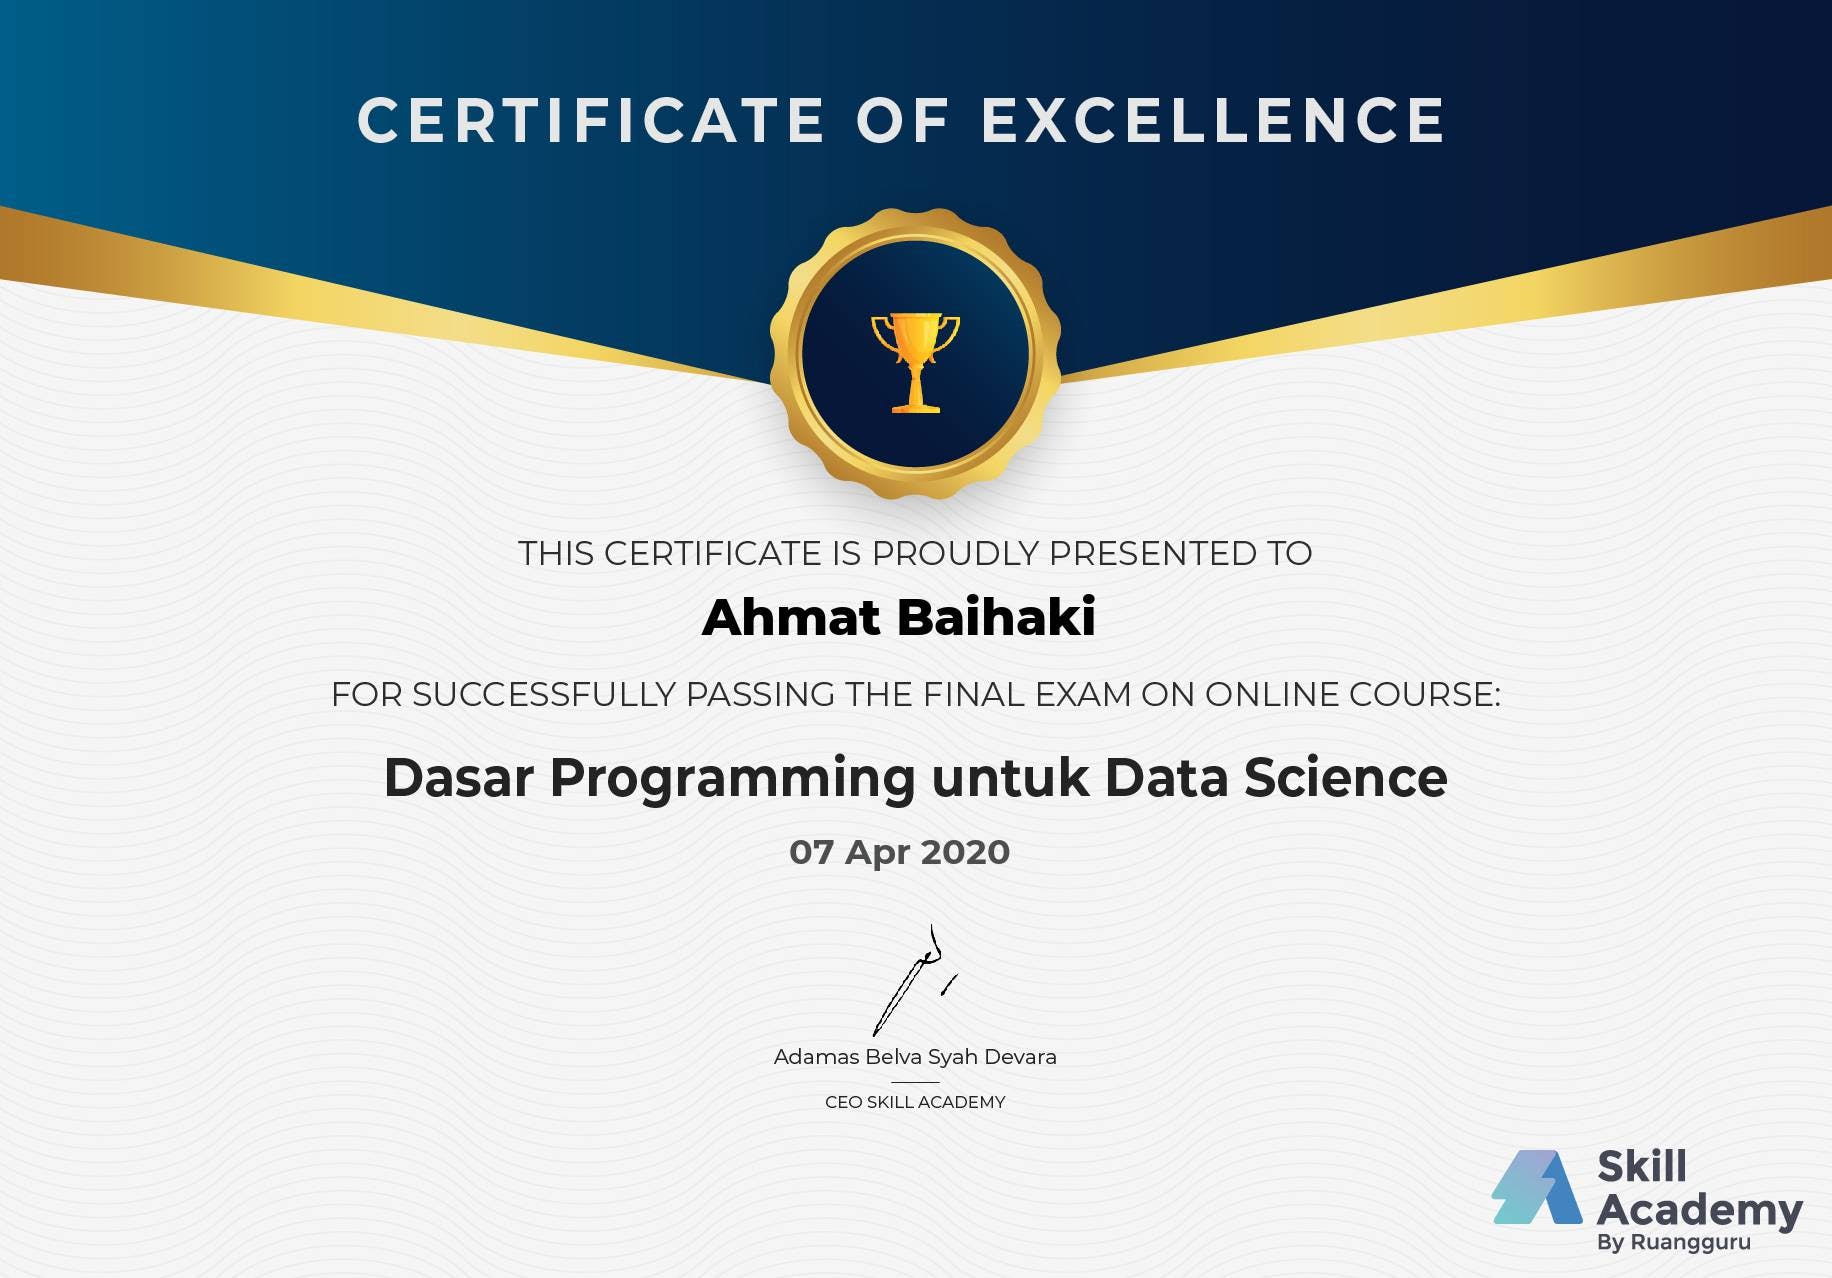 CERTIFICATE OF EXCELLENCE
THIS CERTIFICATE IS PROUDLY PRESENTED TO
Ahmat Baihaki
FOR SUCCESSFULLY PASSING THE FINAL EXAM ON ONLINE COURSE:
Dasar Programming untuk Data Science
07 Apr 2020
Adamas Belva Syah Devara
CEO SKILL ACADEMY
Skill
Academy
By Ruangguru